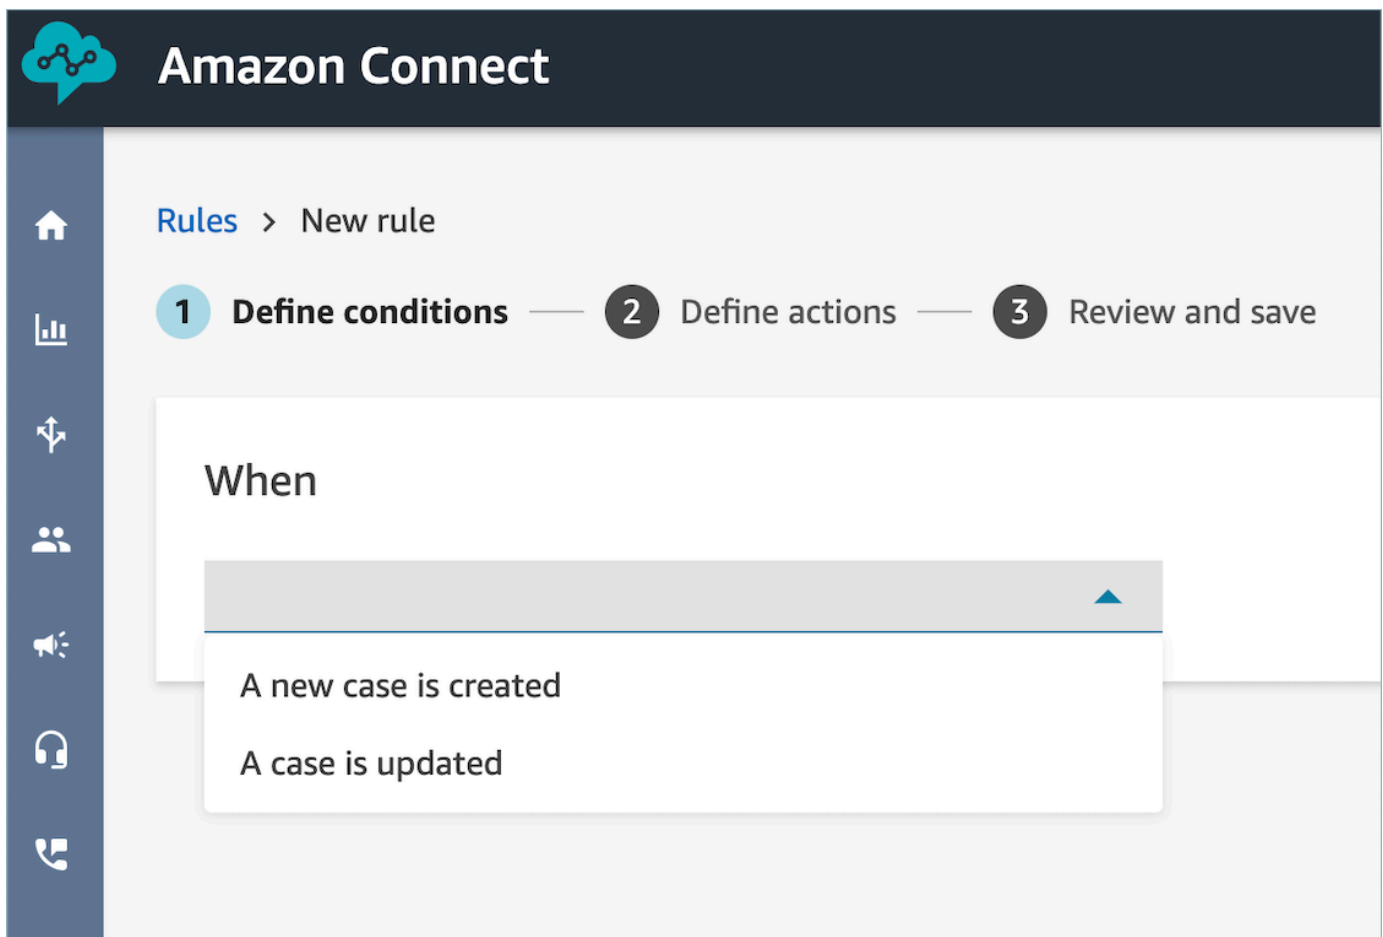 Amazon Connect
Rules > New rule
1 Define conditions 2 Define actions 3 Review and save
When
A new case is created
A case is updated